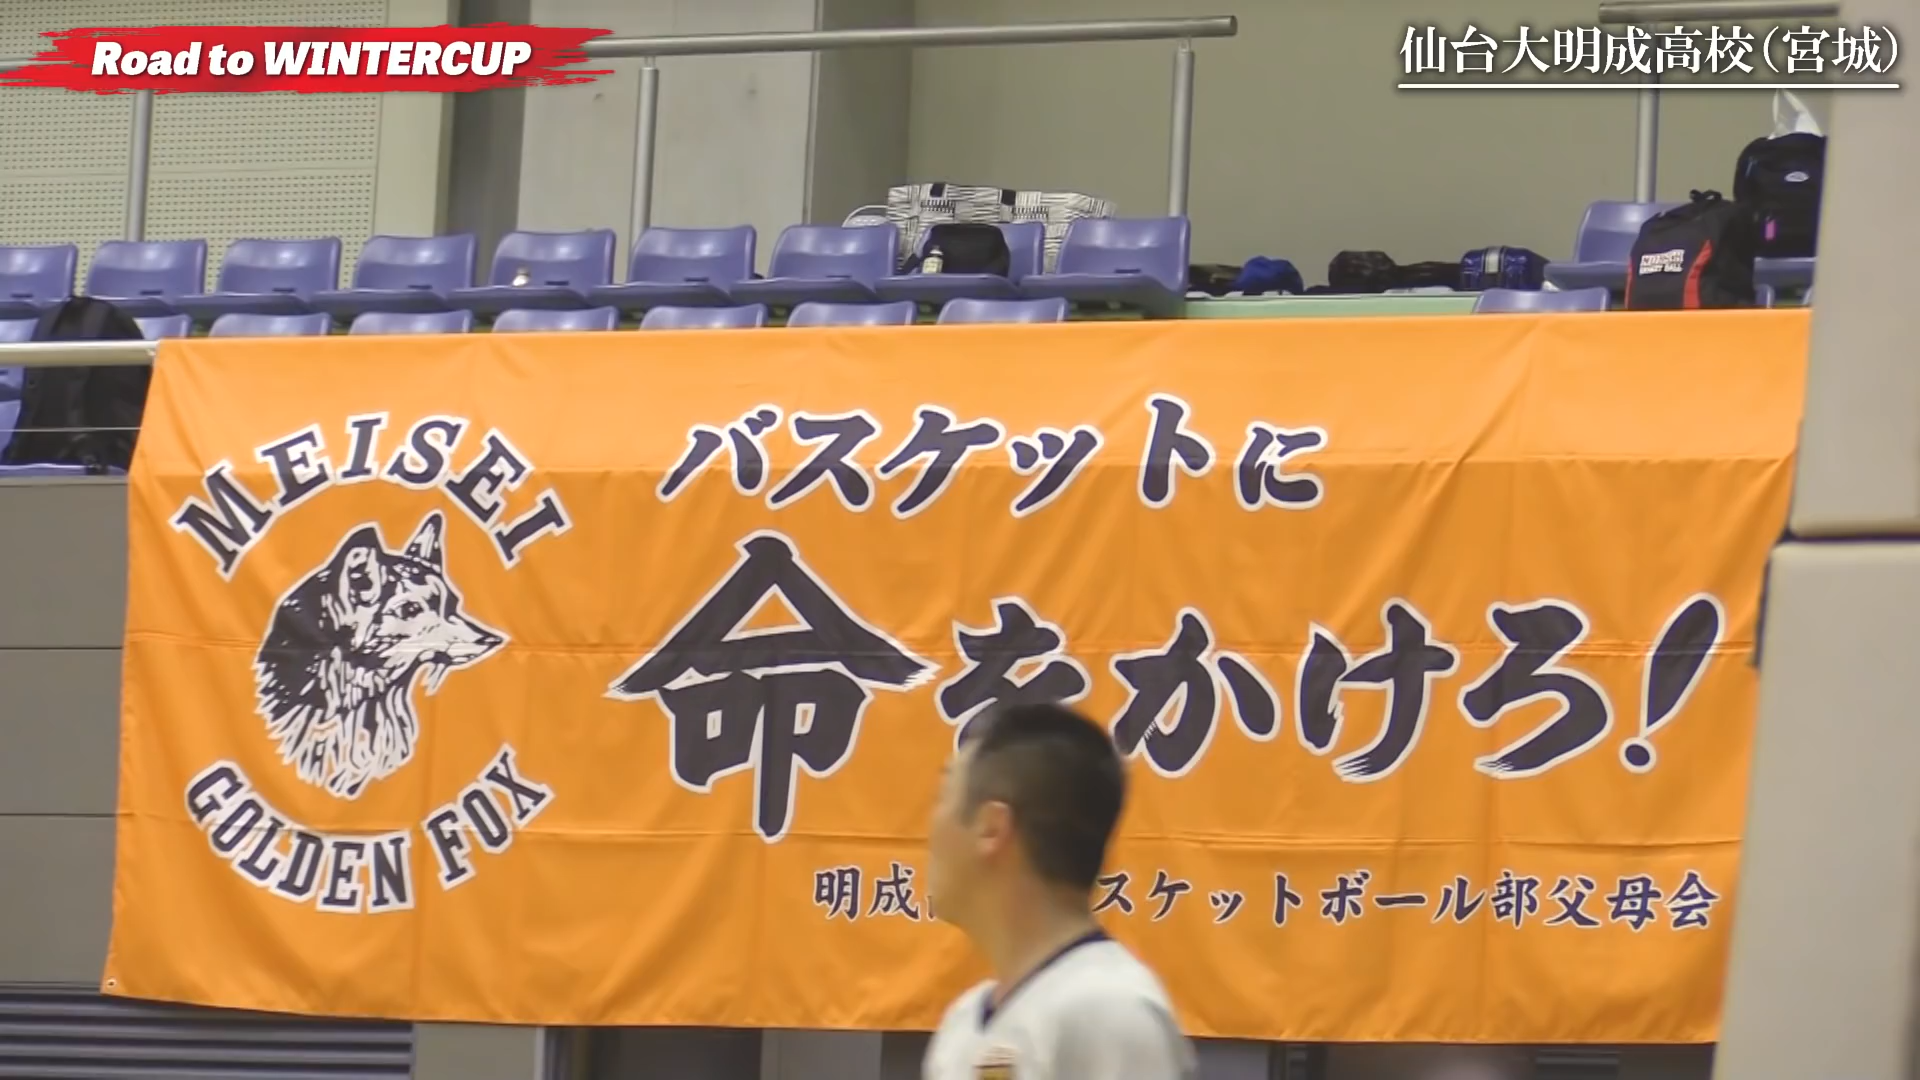 Road to WINTERCUP
仙台大明成高校(宮城)
MEISEI
GOLDEN FOX
バスケットに
命をかけろ!
明成 スケットボール部父母会